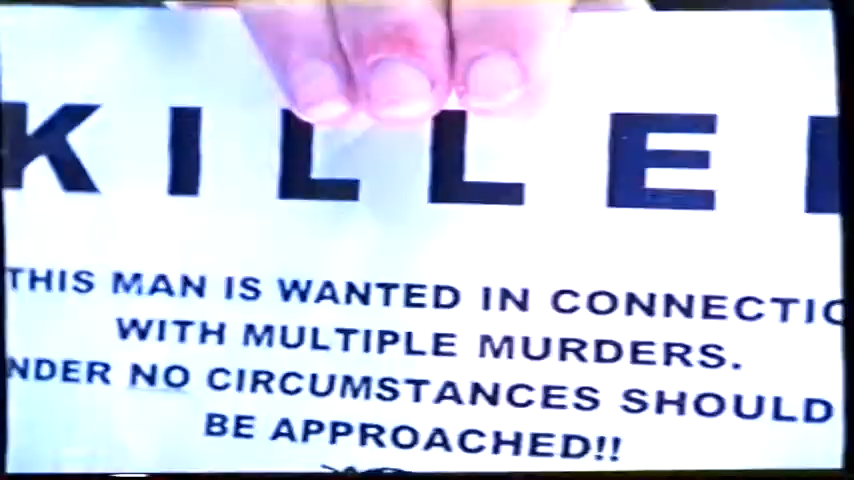 KILLE
THIS MAN IS WANTED IN CONNECTIO
WITH MULTIPLE MURDERS.
NDER NO CIRCUMSTANCES SHOULD
BE APPROACHED!!